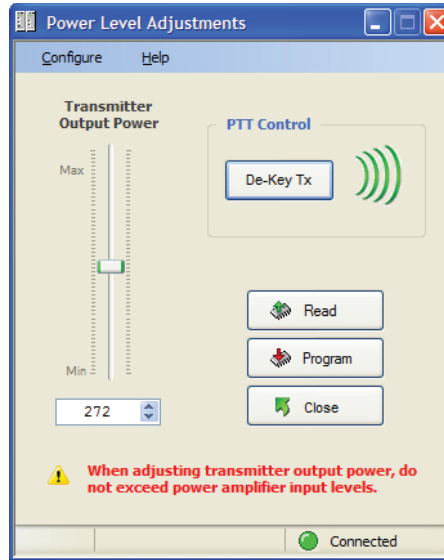 Power Level Adjustments
Configure Help
Transmitter
Output Power
Max
Min
272
PTT Control
De-Key Tx
Read
Program
Close
When adjusting transmitter output power, do
not exceed power amplifier input levels.
Connected